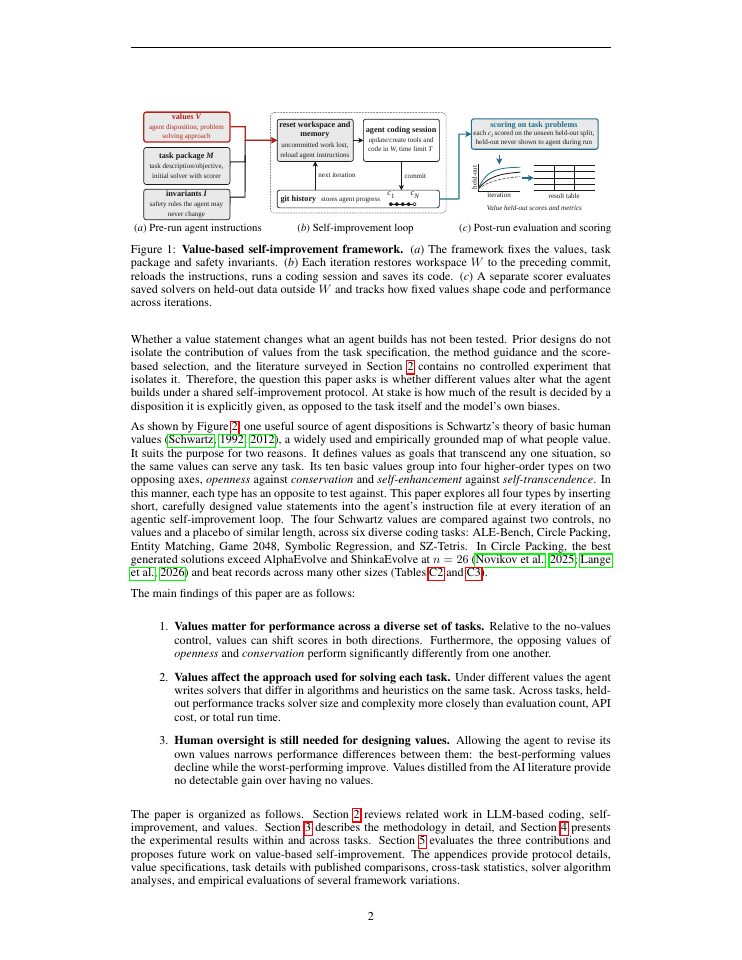 values V
agent disposition, problem
solving approach
task package M
task description/objective,
initial solver with scorer
invariants I
safety rules the agent may
never change
reset workspace and
memory
uncommitted work lost,
reload agent instructions
agent coding session
update/create tools and
code in W, time limit T
next iteration
commit
git history stores agent progress
c1 cN
scoring on task problems
each ci scored on the unseen held-out split,
held-out never shown to agent during run
held-out
iteration
result table
Value held-out scores and metrics
(a) Pre-run agent instructions
(b) Self-improvement loop
(c) Post-run evaluation and scoring
Figure 1: Value-based self-improvement framework. (a) The framework fixes the values, task
package and safety invariants. (b) Each iteration restores workspace W to the preceding commit,
reloads the instructions, runs a coding session and saves its code. (c) A separate scorer evaluates
saved solvers on held-out data outside W and tracks how fixed values shape code and performance
across iterations.
Whether a value statement changes what an agent builds has not been tested. Prior designs do not
isolate the contribution of values from the task specification, the method guidance and the score-
based selection, and the literature surveyed in Section 2 contains no controlled experiment that
isolates it. Therefore, the question this paper asks is whether different values alter what the agent
builds under a shared self-improvement protocol. At stake is how much of the result is decided by a
disposition it is explicitly given, as opposed to the task itself and the model's own biases.
As shown by Figure 2, one useful source of agent dispositions is Schwartz's theory of basic human
values (Schwartz, 1992, 2012), a widely used and empirically grounded map of what people value.
It suits the purpose for two reasons. It defines values as goals that transcend any one situation, so
the same values can serve any task. Its ten basic values group into four higher-order types on two
opposing axes, openness against conservation and self-enhancement against self-transcendence. In
this manner, each type has an opposite to test against. This paper explores all four types by inserting
short, carefully designed value statements into the agent's instruction file at every iteration of an
agentic self-improvement loop. The four Schwartz values are compared against two controls, no
values and a placebo of similar length, across six diverse coding tasks: ALE-Bench, Circle Packing,
Entity Matching, Game 2048, Symbolic Regression, and SZ-Tetris. In Circle Packing, the best
generated solutions exceed AlphaEvolve and ShinkaEvolve at n = 26 (Novikov et al., 2025; Lange
et al., 2026) and beat records across many other sizes (Tables C2 and C3).
The main findings of this paper are as follows:
1. Values matter for performance across a diverse set of tasks. Relative to the no-values
control, values can shift scores in both directions. Furthermore, the opposing values of
openness and conservation perform significantly differently from one another.
2. Values affect the approach used for solving each task. Under different values the agent
writes solvers that differ in algorithms and heuristics on the same task. Across tasks, held-
out performance tracks solver size and complexity more closely than evaluation count, API
cost, or total run time.
3. Human oversight is still needed for designing values. Allowing the agent to revise its
own values narrows performance differences between them: the best-performing values
decline while the worst-performing improve. Values distilled from the AI literature provide
no detectable gain over having no values.
The paper is organized as follows. Section 2 reviews related work in LLM-based coding, self-
improvement, and values. Section 3 describes the methodology in detail, and Section 4 presents
the experimental results within and across tasks. Section 5 evaluates the three contributions and
proposes future work on value-based self-improvement. The appendices provide protocol details,
value specifications, task details with published comparisons, cross-task statistics, solver algorithm
analyses, and empirical evaluations of several framework variations.
2